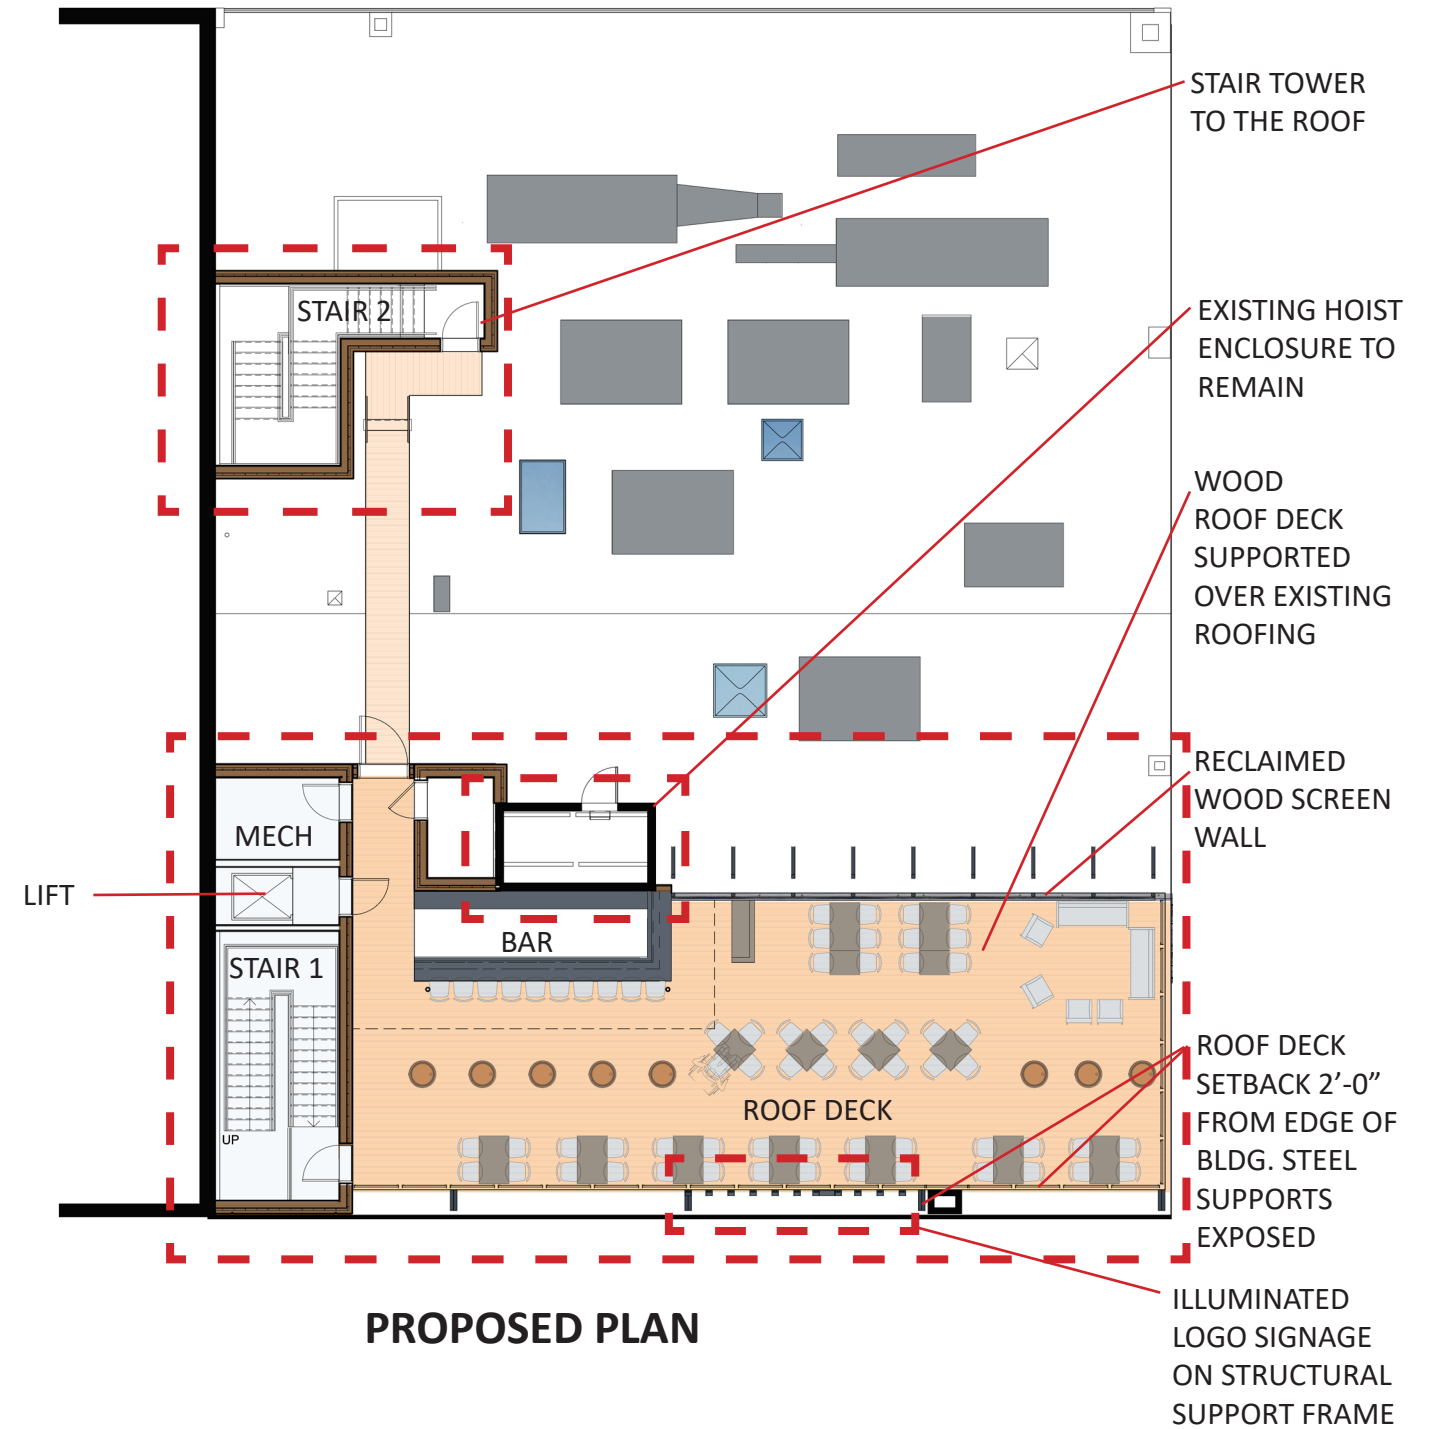 STAIR TOWER
TO THE ROOF
STAIR 2
EXISTING HOIST
ENCLOSURE TO
REMAIN
WOOD
ROOF DECK
SUPPORTED
OVER EXISTING
ROOFING
RECLAIMED
WOOD SCREEN
WALL
MECH
LIFT
BAR
STAIR 1
ROOF DECK
SETBACK 2’-0”
FROM EDGE OF
BLDG. STEEL
SUPPORTS
EXPOSED
ROOF DECK
UP
ILLUMINATED
LOGO SIGNAGE
ON STRUCTURAL
SUPPORT FRAME
PROPOSED PLAN